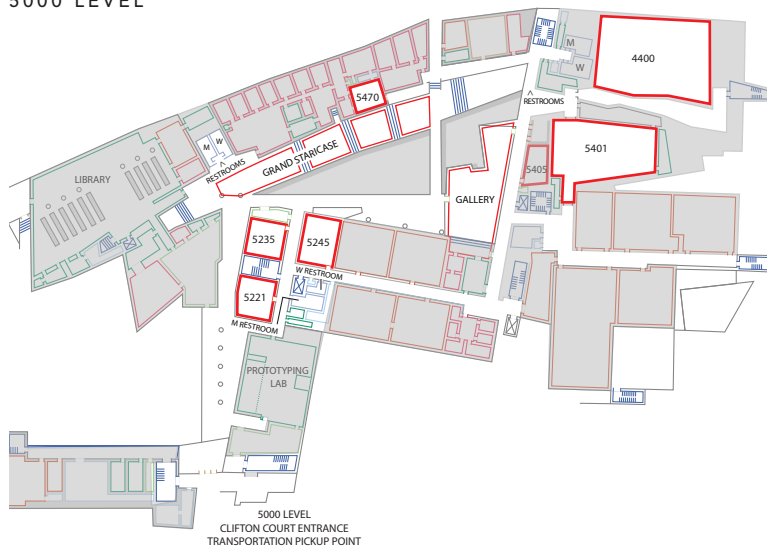 5000 LEVEL
M
W
4400
5470
RESTROOMS
M
W
RESTROOMS
GRAND STARICASE
5401
5405
LIBRARY
GALLERY
5235
5245
W RESTROOM
5221
M RESTROOM
PROTOTYPING
LAB
5000 LEVEL
CLIFTON COURT ENTRANCE
TRANSPORTATION PICKUP POINT